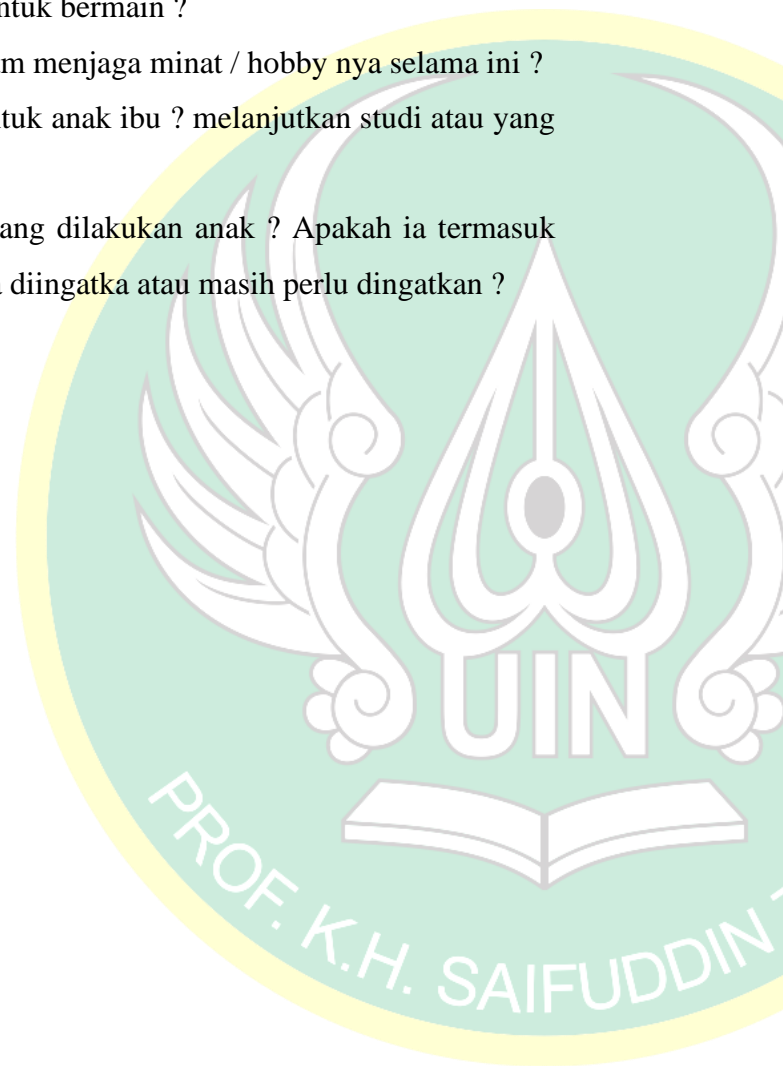 ntuk bermain ?
m menjaga minat / hobby nya selama ini ?
tuk anak ibu ? melanjutkan studi atau yang
ang dilakukan anak ? Apakah ia termasuk
diingatka atau masih perlu dingatkan ?
UIN
PROF. K.H. SAIFUDDIN